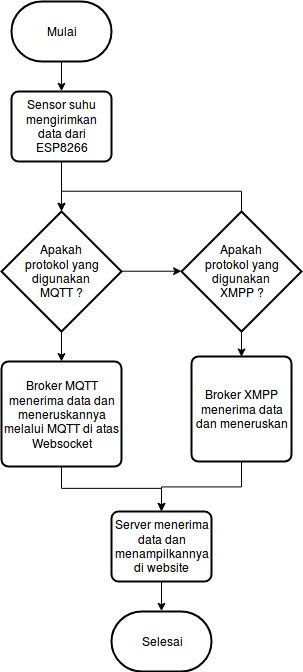 Mulai
Sensor suhu
mengirimkan
data dari
ESP8266
Apakah
protokol yang
digunakan
MQTT ?
Apakah
protokol yang
digunakan
XMPP ?
Broker MQTT
menerima data dan
meneruskannya
melalui MQTT di atas
Websocket
Broker XMPP
menerima data
dan meneruskan
Server menerima
data dan
menampilkannya
di website
Selesai